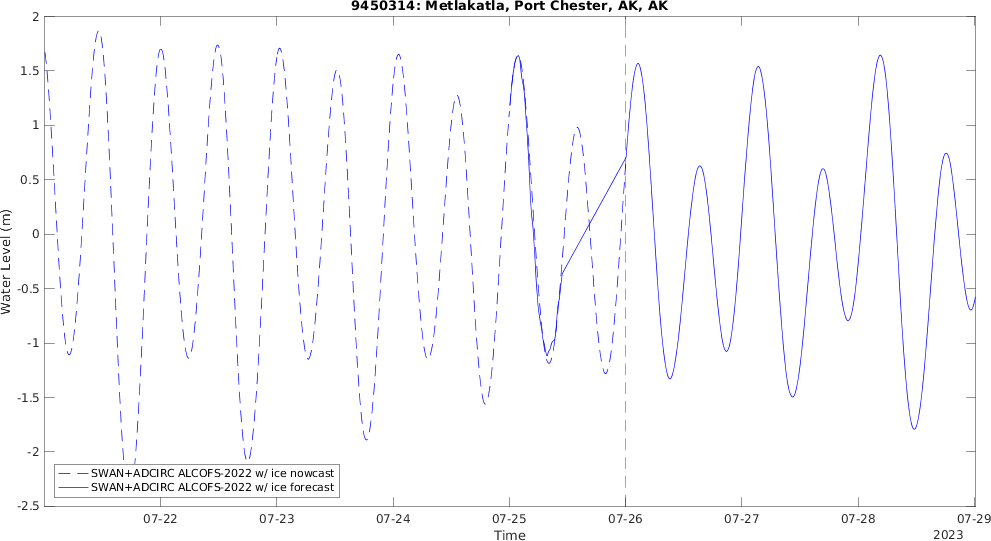 9450314: Metlakatla, Port Chester, AK, AK
Water Level (m)
2
1.5
1
0.5
0
-0.5
-1
-1.5
-2
-2.5
SWAN+ADCIRC ALCOFS-2022 w/ ice nowcast
SWAN+ADCIRC ALCOFS-2022 w/ ice forecast
07-22 07-23 07-24 07-25 07-26 07-27 07-28 07-29
Time
2023